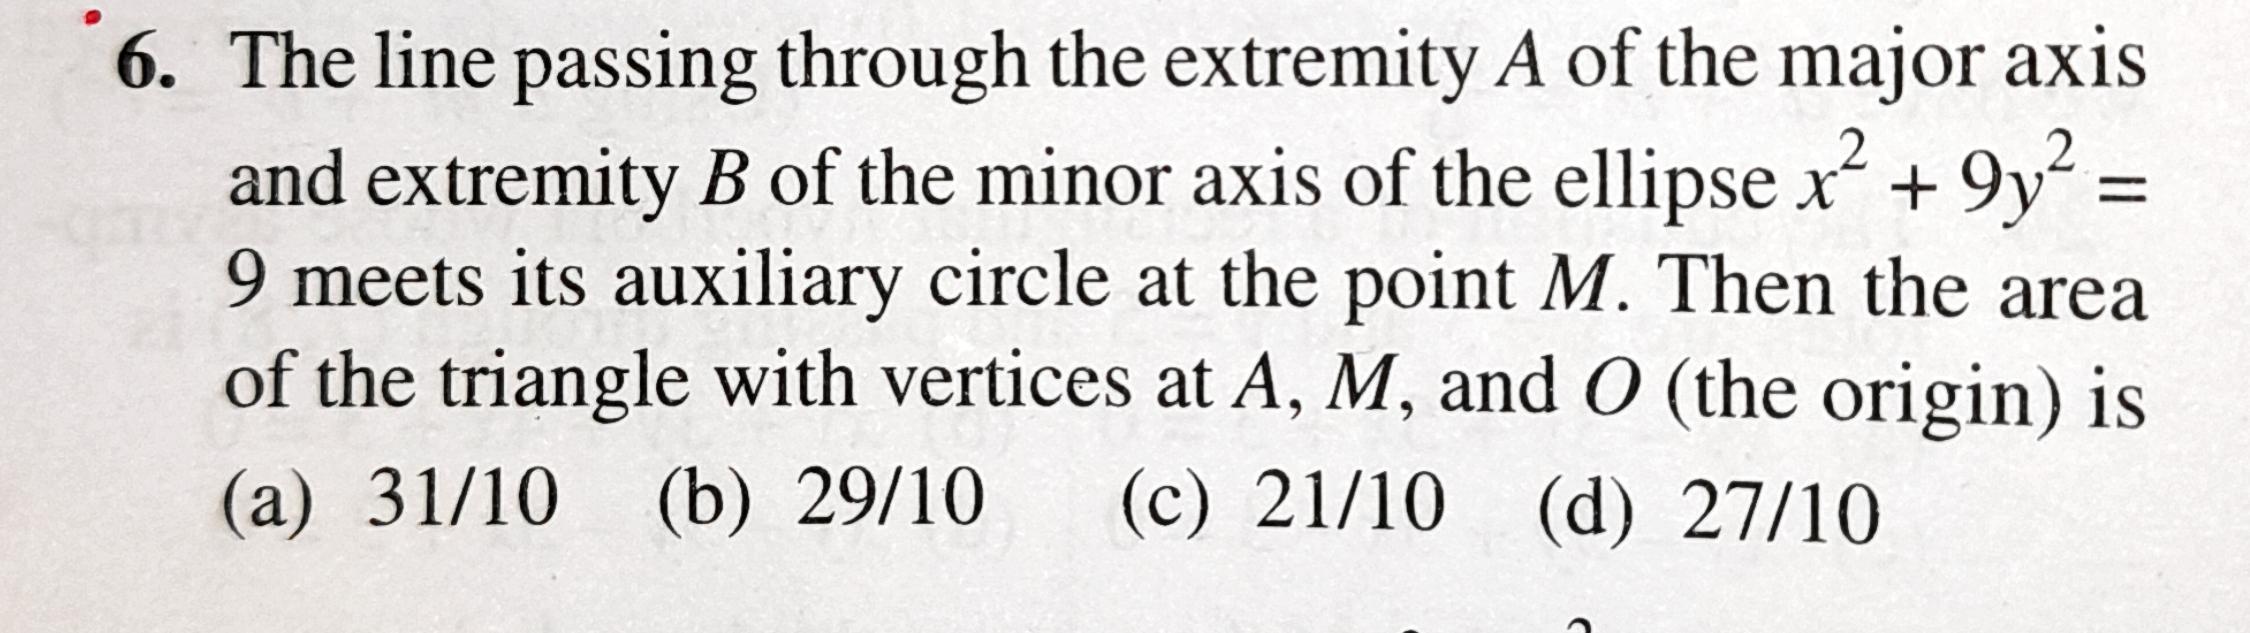 6. The line passing through the extremity A of the major axis
and extremity B of the minor axis of the ellipse x² + 9y² =
9 meets its auxiliary circle at the point M. Then the area
of the triangle with vertices at A, M, and O (the origin) is
(a) 31/10 (b) 29/10 (c) 21/10 (d) 27/10